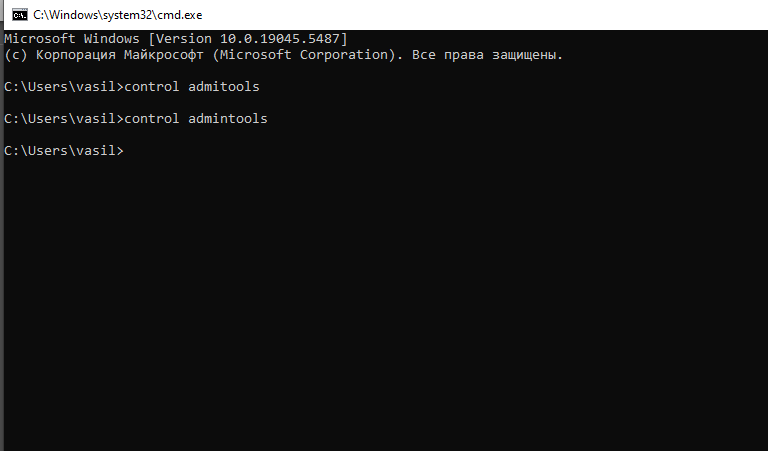 C:\Windows\system32\cmd.exe
Microsoft Windows [Version 10.0.19045.5487]
(c) Корпорация Майкрософт (Microsoft Corporation). Все права защищены.
C:\Users\vasil>control admitools
C:\Users\vasil>control admintools
C:\Users\vasil>